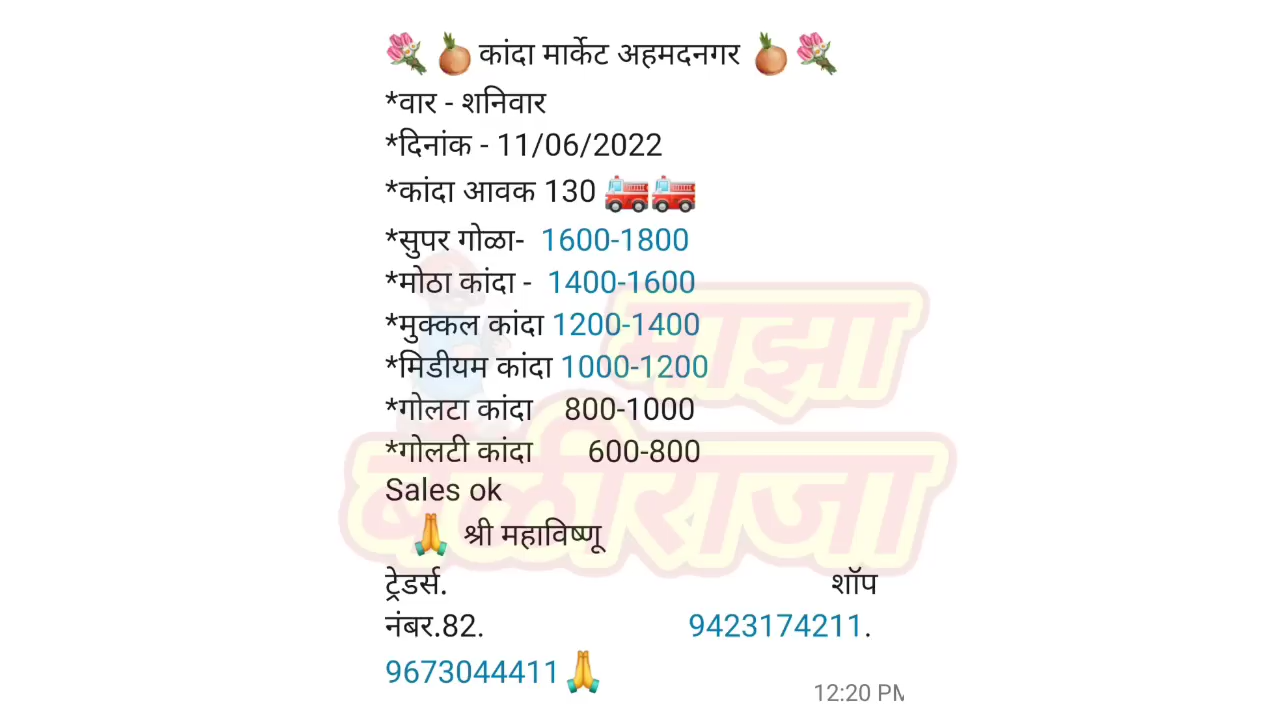 💐🧅 कांदा मार्केट अहमदनगर 🧅💐
*वार - शनिवार
*दिनांक - 11/06/2022
*कांदा आवक 130 🚒🚒
*सुपर गोळा-  1600-1800
*मोठा कांदा -  1400-1600
*मुक्कल कांदा 1200-1400
*मिडीयम कांदा 1000-1200
*गोलटा कांदा    800-1000
*गोलटी कांदा       600-800
Sales ok
🙏 श्री महाविष्णू
ट्रेडर्स. शॉप
नंबर.82. 9423174211.
9673044411🙏
12:20 PM
माझा
बळीराजा